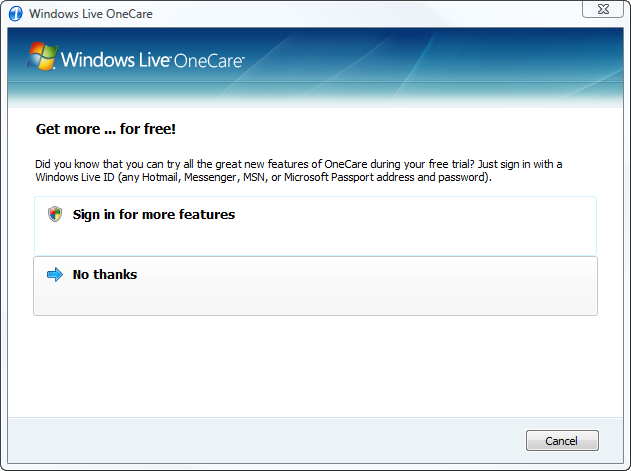 Windows Live OneCare
Windows Live™ OneCare™
Get more ... for free!
Did you know that you can try all the great new features of OneCare during your free trial? Just sign in with a
Windows Live ID (any Hotmail, Messenger, MSN, or Microsoft Passport address and password).
Sign in for more features
No thanks
Cancel